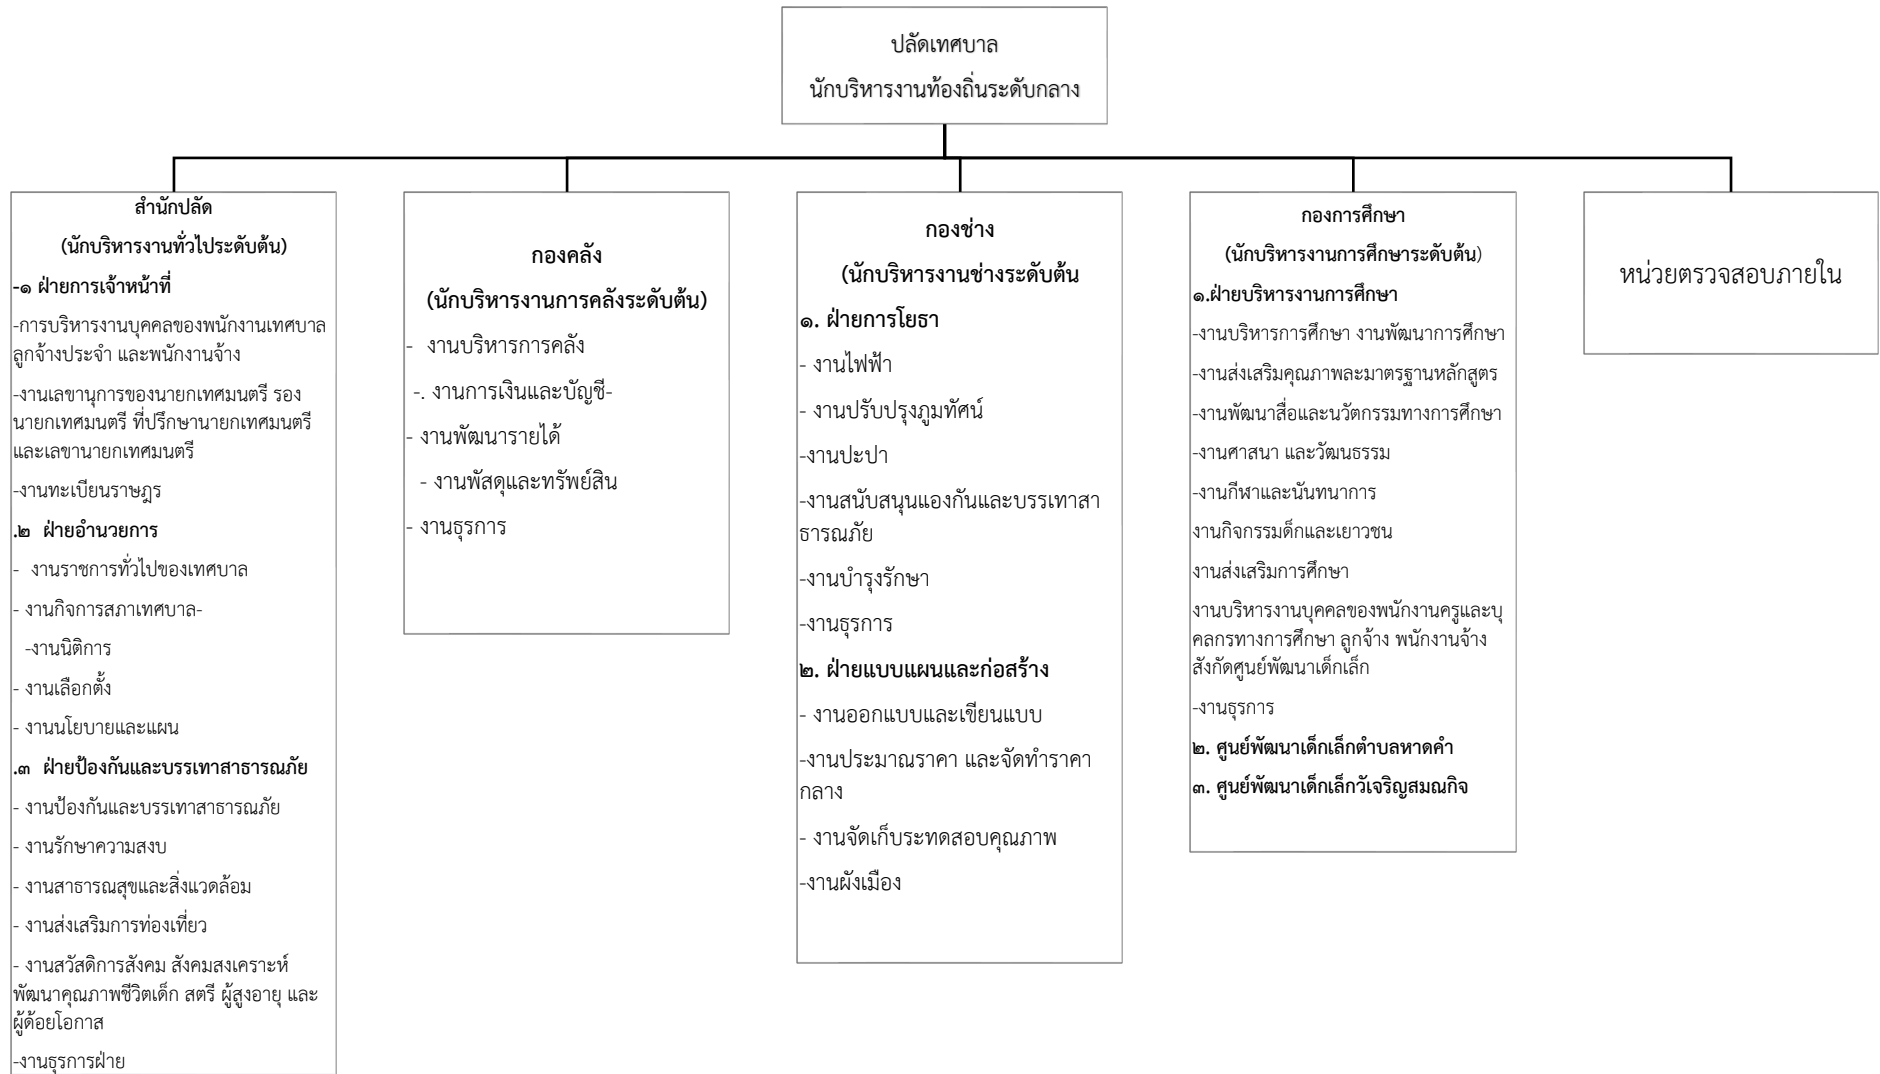 ปลัดเทศบาล
นักบริหารงานท้องถิ่นระดับกลาง
สำนักปลัด
(นักบริหารงานทั่วไประดับต้น)
-๑ ฝ่ายการเจ้าหน้าที่
-การบริหารงานบุคคลของพนักงานเทศบาล
ลูกจ้างประจำ และพนักงานจ้าง
-งานเลขานุการของนายกเทศมนตรี รอง
นายกเทศมนตรี ที่ปรึกษานายกเทศมนตรี
และเลขานายกเทศมนตรี
-งานทะเบียนราษฎร
.๒ ฝ่ายอำนวยการ
- งานราชการทั่วไปของเทศบาล
- งานกิจการสภาเทศบาล-
-งานนิติการ
- งานเลือกตั้ง
- งานนโยบายและแผน
.๓ ฝ่ายป้องกันและบรรเทาสาธารณภัย
- งานป้องกันและบรรเทาสาธารณภัย
- งานรักษาความสงบ
- งานสาธารณสุขและสิ่งแวดล้อม
- งานส่งเสริมการท่องเที่ยว
- งานสวัสดิการสังคม สังคมสงเคราะห์
พัฒนาคุณภาพชีวิตเด็ก สตรี ผู้สูงอายุ และ
ผู้ด้อยโอกาส
-งานธุรการฝ่าย
กองคลัง
(นักบริหารงานการคลังระดับต้น)
- งานบริหารการคลัง
-. งานการเงินและบัญชี-
- งานพัฒนารายได้
- งานพัสดุและทรัพย์สิน
- งานธุรการ
กองช่าง
(นักบริหารงานช่างระดับต้น
๑. ฝ่ายการโยธา
- งานไฟฟ้า
- งานปรับปรุงภูมทัศน์
-งานปะปา
-งานสนับสนุนแองกันและบรรเทาสา
ธารณภัย
-งานบำรุงรักษา
-งานธุรการ
๒. ฝ่ายแบบแผนและก่อสร้าง
- งานออกแบบและเขียนแบบ
-งานประมาณราคา และจัดทำราคา
กลาง
- งานจัดเก็บระทดสอบคุณภาพ
-งานผังเมือง
กองการศึกษา
(นักบริหารงานการศึกษาระดับต้น)
๑.ฝ่ายบริหารงานการศึกษา
-งานบริหารการศึกษา งานพัฒนาการศึกษา
-งานส่งเสริมคุณภาพละมาตรฐานหลักสูตร
-งานพัฒนาสื่อและนวัตกรรมทางการศึกษา
-งานศาสนา และวัฒนธรรม
-งานกีฬาและนันทนาการ
งานกิจกรรมด็กและเยาวชน
งานส่งเสริมการศึกษา
งานบริหารงานบุคคลของพนักงานครูและบุ
คลกรทางการศึกษา ลูกจ้าง พนักงานจ้าง
สังกัดศูนย์พัฒนาเด็กเล็ก
-งานธุรการ
๒. ศูนย์พัฒนาเด็กเล็กตำบลหาดคำ
๓. ศูนย์พัฒนาเด็กเล็กวัเจริญสมณกิจ
หน่วยตรวจสอบภายใน